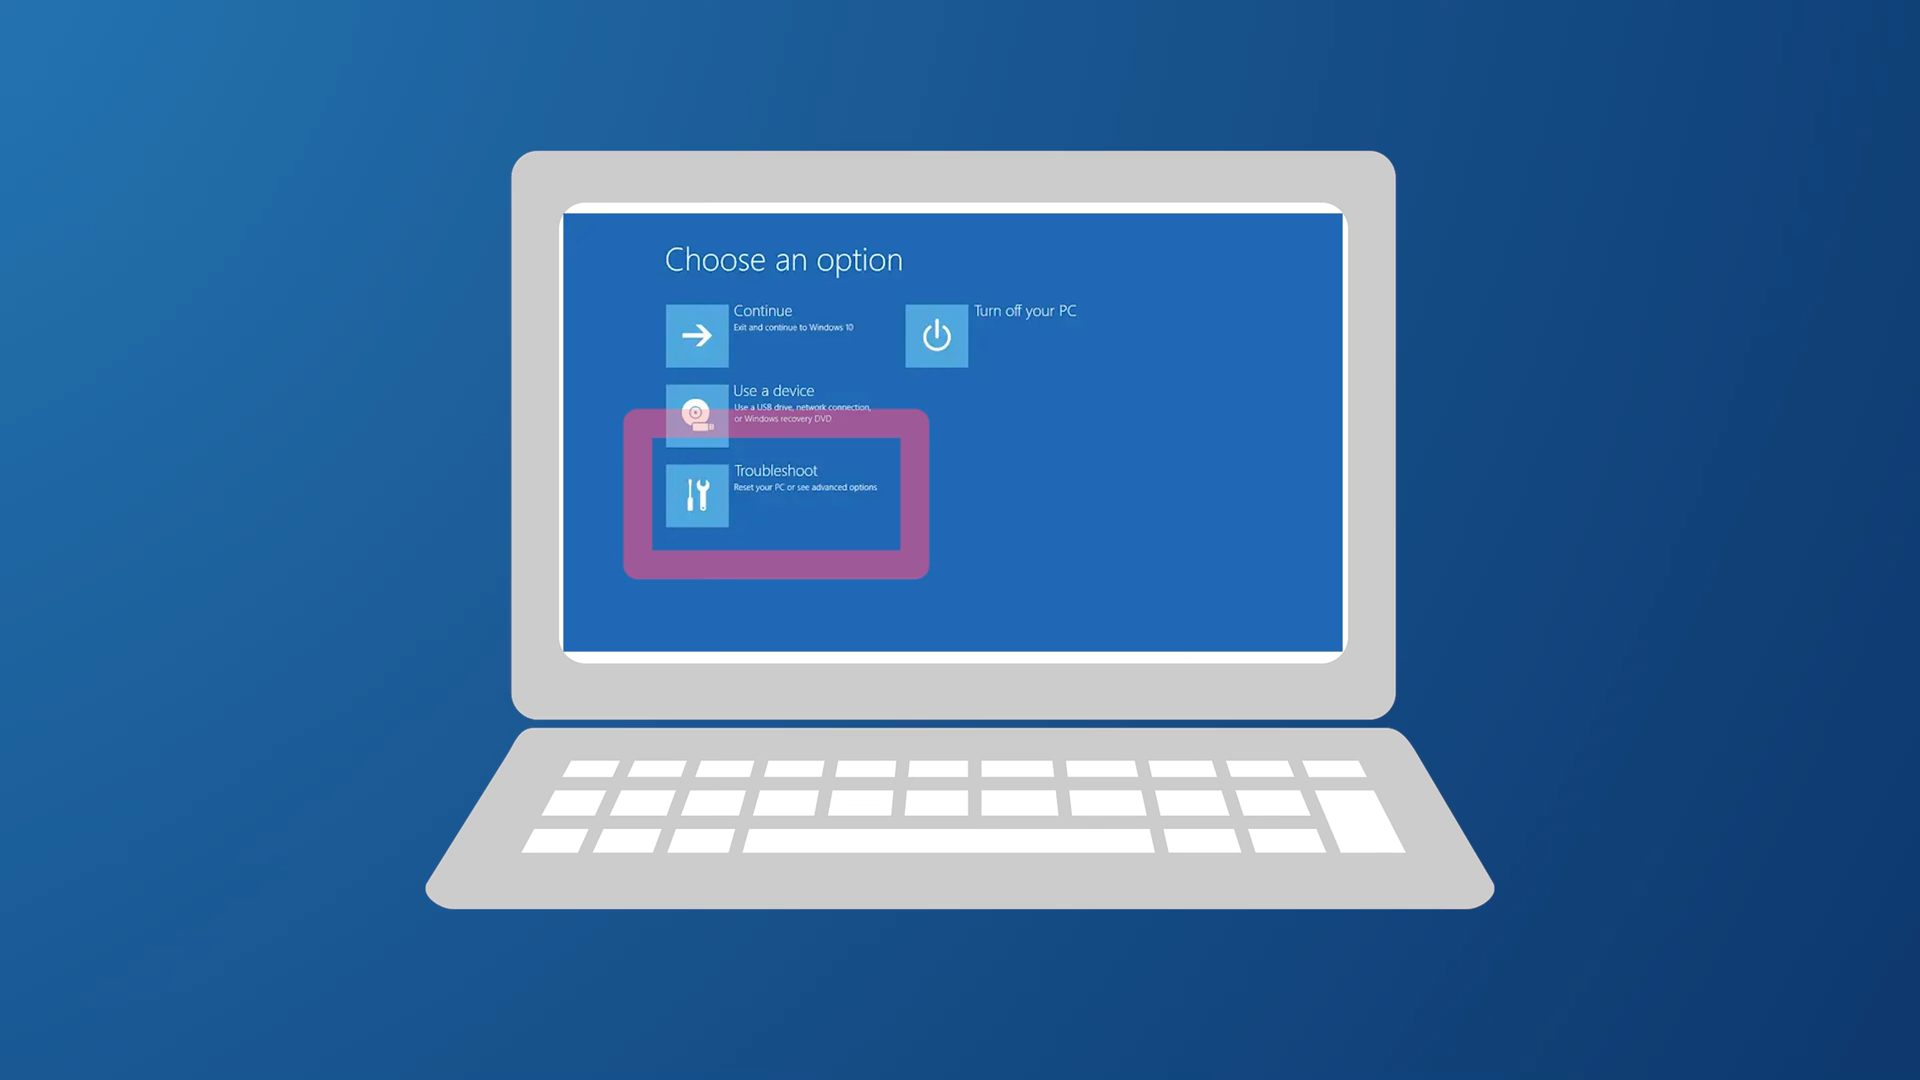 Choose an option
Continue
Exit and continue to Windows 10
Turn off your PC
Use a device
Use a USB drive, network connection,
or Windows recovery DVD
Troubleshoot
Reset your PC or see advanced options